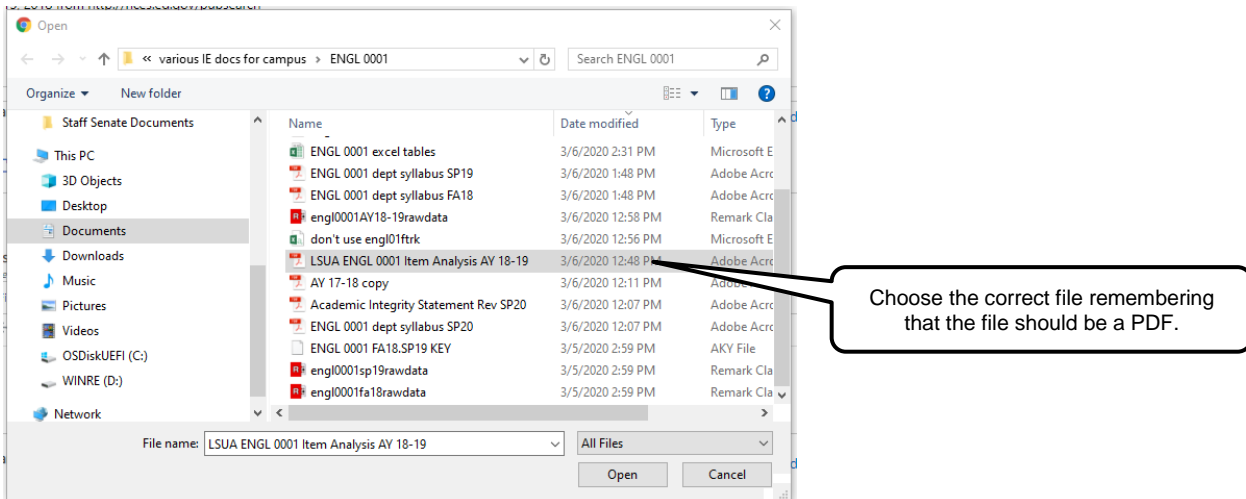 15, 2018 from http://nces.ed.gov/pubsearch
Open
« various IE docs for campus › ENGL 0001
Search ENGL 0001
Organize
New folder
Staff Senate Documents
This PC
3D Objects
Desktop
Documents
Downloads
Music
Pictures
Videos
OSDiskUEFI (C:)
WINRE (D:)
Network
Name Date modified Type
ENGL 0001 excel tables 3/6/2020 2:31 PM Microsoft E
ENGL 0001 dept syllabus SP19 3/6/2020 1:48 PM Adobe Acro
ENGL 0001 dept syllabus FA18 3/6/2020 1:48 PM Adobe Acro
engl0001AY18-19rawdata 3/6/2020 12:58 PM Remark Cla
don't use engl01ftrk 3/6/2020 12:56 PM Microsoft E
LSUA ENGL 0001 Item Analysis AY 18-19 3/6/2020 12:48 PM Adobe Acro
AY 17-18 copy 3/6/2020 12:11 PM Adobe
Academic Integrity Statement Rev SP20 3/6/2020 12:07 PM Adobe Acro
ENGL 0001 dept syllabus SP20 3/6/2020 12:07 PM Adobe Acro
ENGL 0001 FA18.SP19 KEY 3/5/2020 2:59 PM AKY File
engl0001sp19rawdata 3/5/2020 2:59 PM Remark Cla
engl0001fa18rawdata 3/5/2020 2:59 PM Remark Cla
File name: LSUA ENGL 0001 Item Analysis AY 18-19
All Files
Open
Cancel
Choose the correct file remembering
that the file should be a PDF.